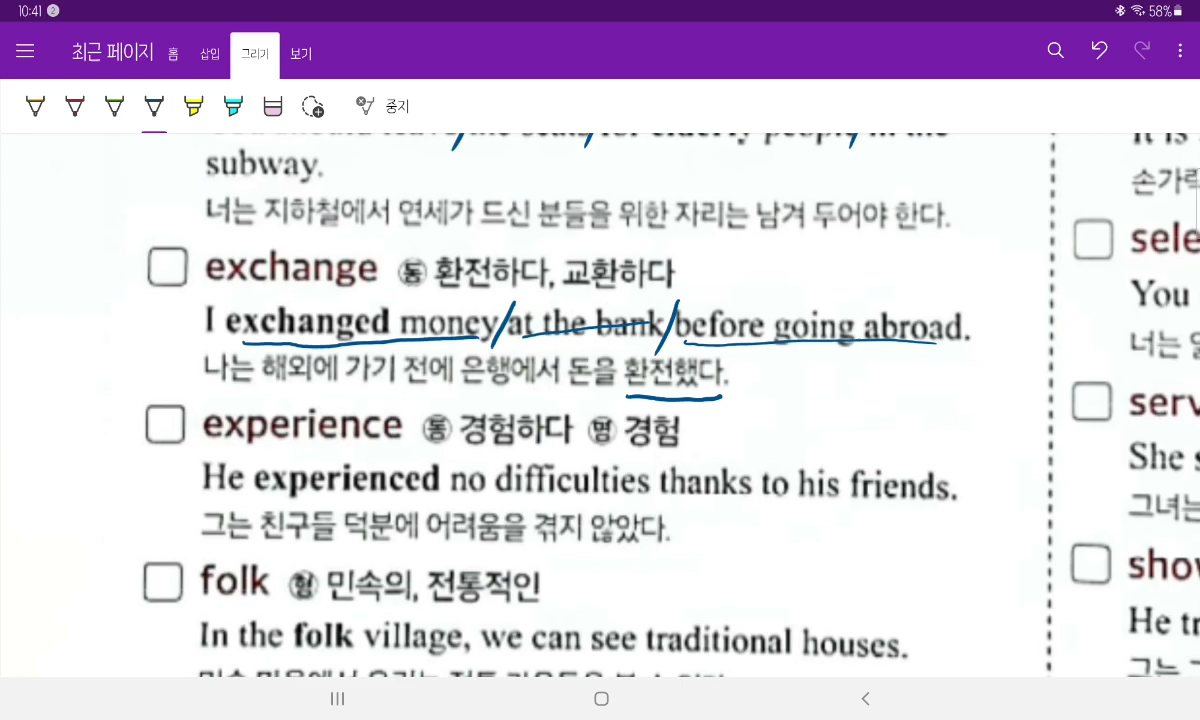 10:41 2 58%
최근 페이지 홈 삽입 그리기 보기
중지
subway.
너는 지하철에서 연세가 드신 분들을 위한 자리는 남겨 두어야 한다.
exchange 동 환전하다, 교환하다
I exchanged money/at the bank/before going abroad.
나는 해외에 가기 전에 은행에서 돈을 환전했다.
experience 동 경험하다 명 경험
He experienced no difficulties thanks to his friends.
그는 친구들 덕분에 어려움을 겪지 않았다.
folk 형 민속의, 전통적인
In the folk village, we can see traditional houses.
손가락
sele
You
너는
serv
She s
그녀는
show
He tr